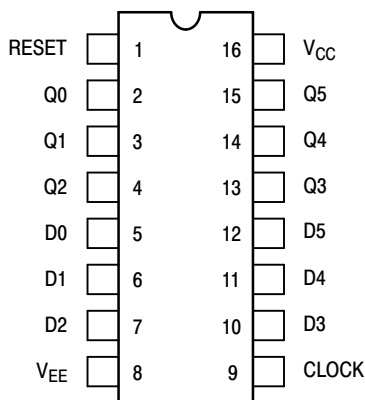 RESET 1 16 VCC
Q0 2 15 Q5
Q1 3 14 Q4
Q2 4 13 Q3
D0 5 12 D5
D1 6 11 D4
D2 7 10 D3
VEE 8 9 CLOCK